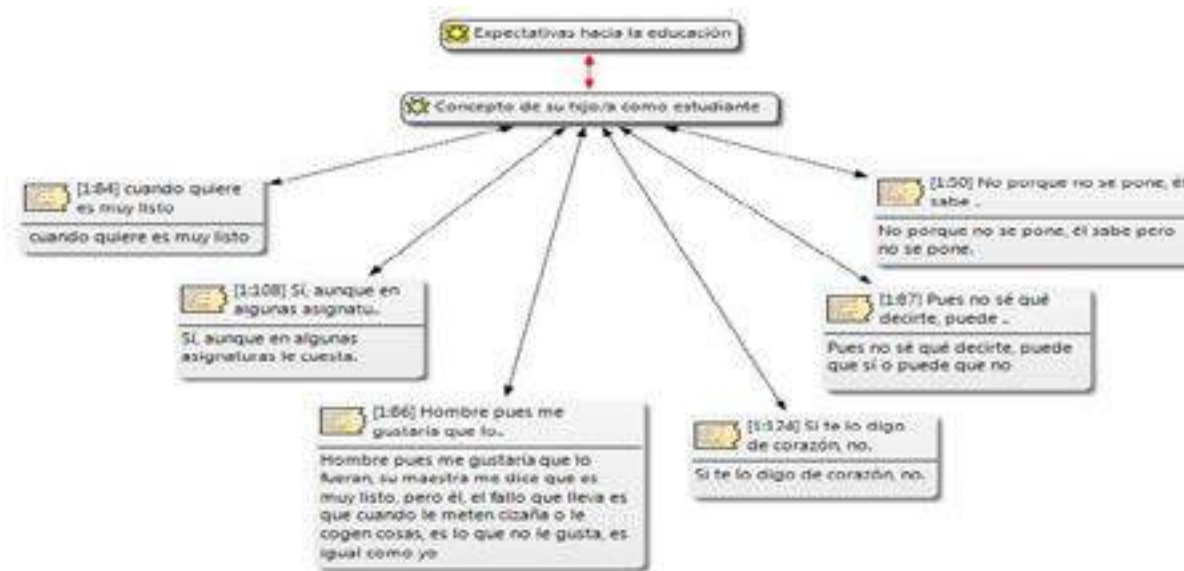 Expectativas hacia la educación
Concepto de su hijo/a como estudiante
[1:84] cuando quiere
es muy listo
cuando quiere es muy listo
[1:50] No porque no se pone, él
sabe ..
No porque no se pone, él sabe pero
no se pone.
[1:108] Sí, aunque en
algunas asignatu..
Sí, aunque en algunas
asignaturas le cuesta.
[1:87] Pues no sé qué
decirte, puede ..
Pues no sé qué decirte, puede
que sí o puede que no
[1:66] Hombre pues me
gustaría que lo..
Hombre pues me gustaría que lo
fueran, su maestra me dice que es
muy listo, pero él, el fallo que lleva es
que cuando le meten cizaña o le
cogen cosas, es lo que no le gusta, es
igual como yo
[1:124] Si te lo digo
de corazón, no.
Si te lo digo de corazón, no.